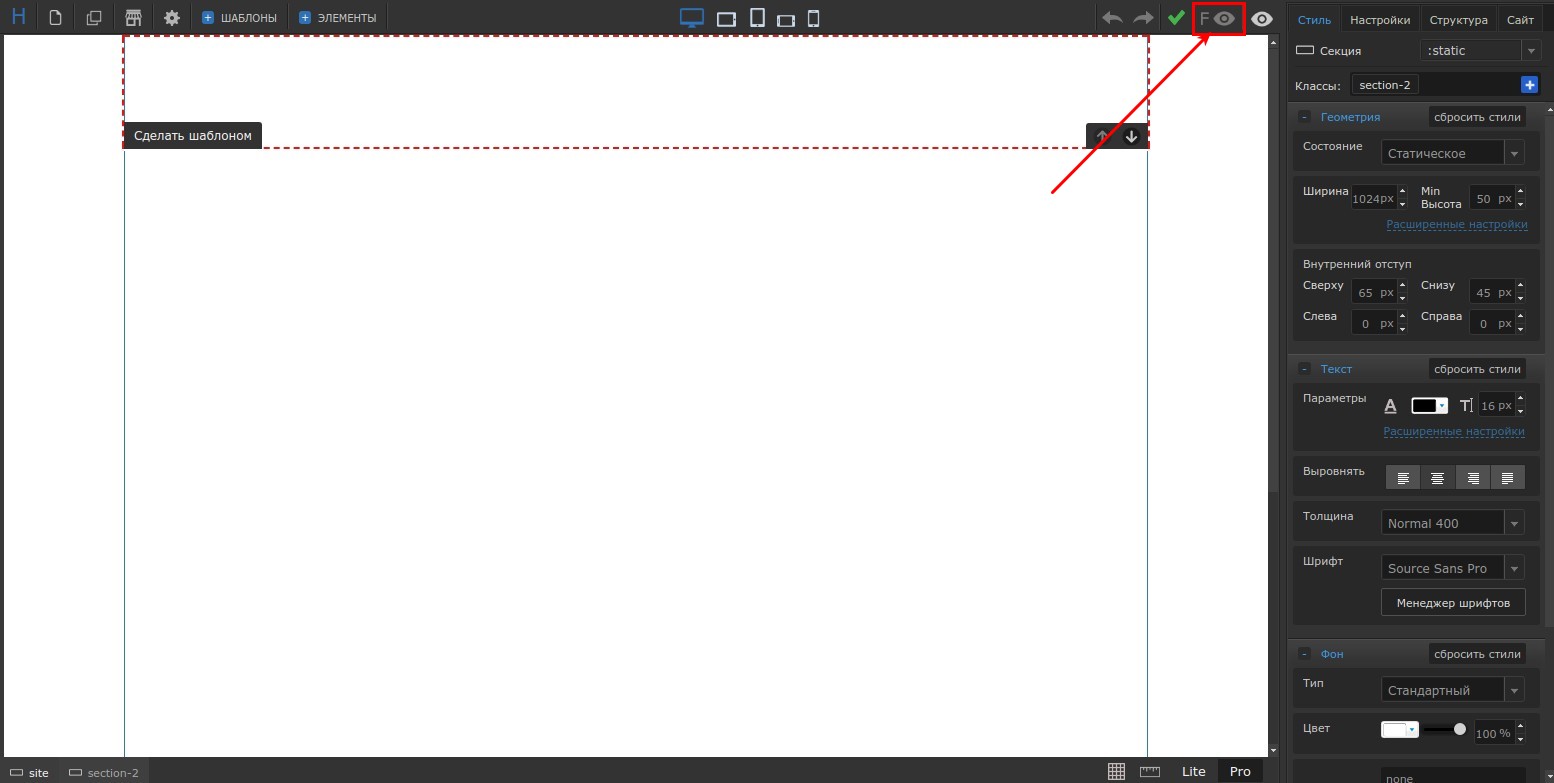 H
ШАБЛОНЫ
ЭЛЕМЕНТЫ
F
Сделать шаблоном
site
section-2
Lite
Pro
Стиль Настройки Структура Сайт
Секция :static
Классы: section-2
- Геометрия сбросить стили
Состояние Статическое
Ширина 1024px Min Высота 50 px
Расширенные настройки
Внутренний отступ
Сверху 65 px Снизу 45 px
Слева 0 px Справа 0 px
- Текст сбросить стили
Параметры A T 16 px
Расширенные настройки
Выровнять
Толщина Normal 400
Шрифт Source Sans Pro
Менеджер шрифтов
- Фон сбросить стили
Тип Стандартный
Цвет 100 %
none